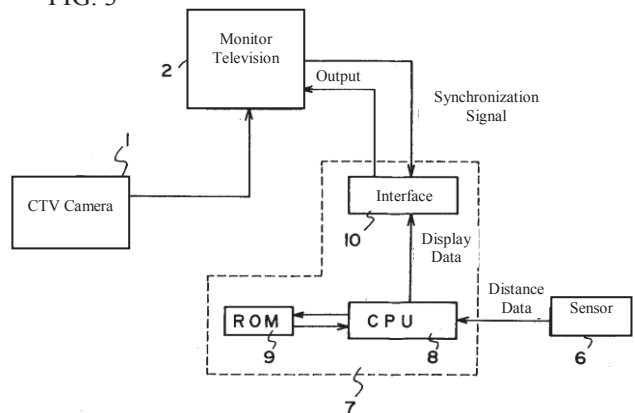 FIG. 3
Monitor
Television
2
Output
Synchronization
Signal
1
CTV Camera
Interface
10
Display
Data
Distance
Data
ROM
9
CPU
8
Sensor
6
7